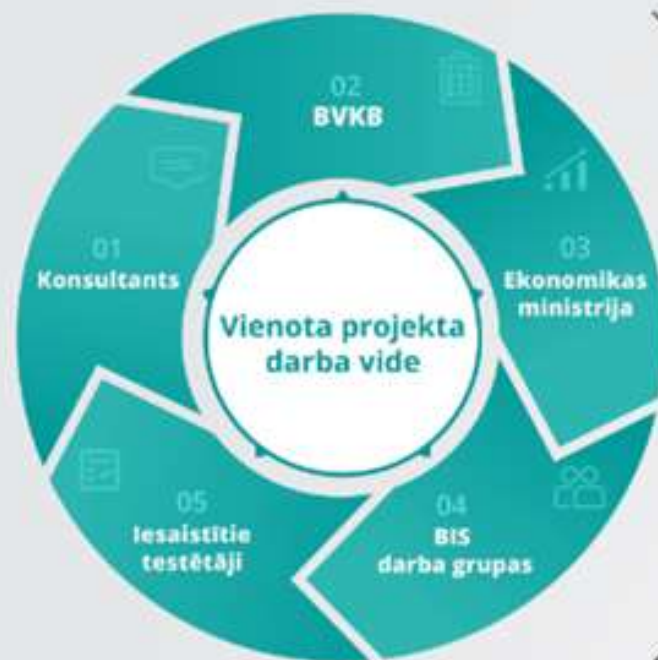 01
Konsultants
02
BVKB
03
Ekonomikas
ministrija
04
BIS
darba grupas
05
Iesaistītie
testētāji
Vienota projekta
darba vide